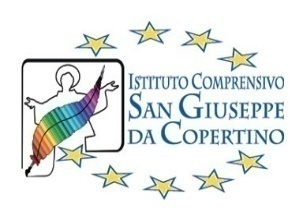 ISTITUTO COMPRENSIVO
SAN GIUSEPPE
DA COPERTINO